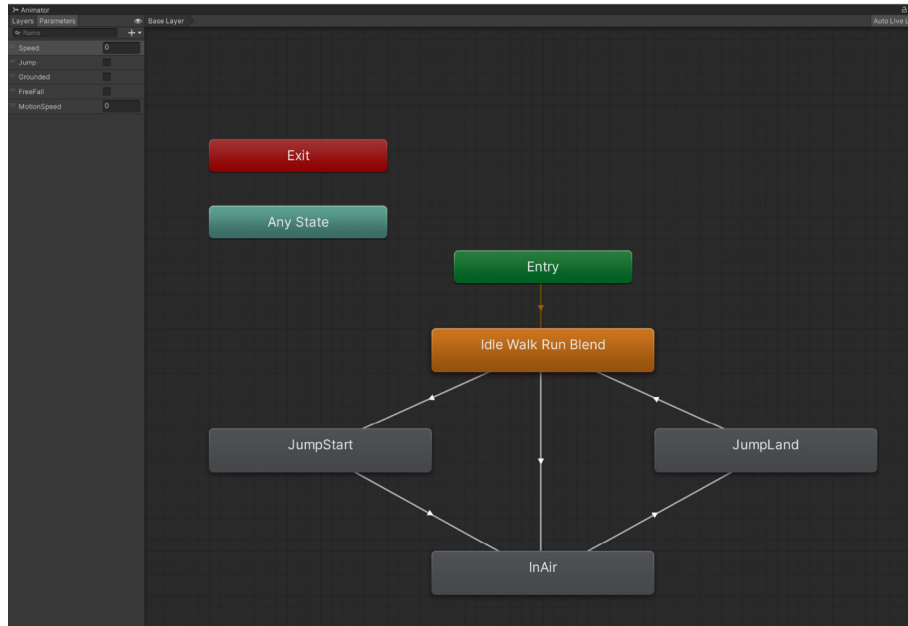 Animator
Layers Parameters
Base Layer
Auto Live L
Name
Speed 0
Jump
Grounded
FreeFall
MotionSpeed 0
Exit
Any State
Entry
Idle Walk Run Blend
JumpStart
JumpLand
InAir